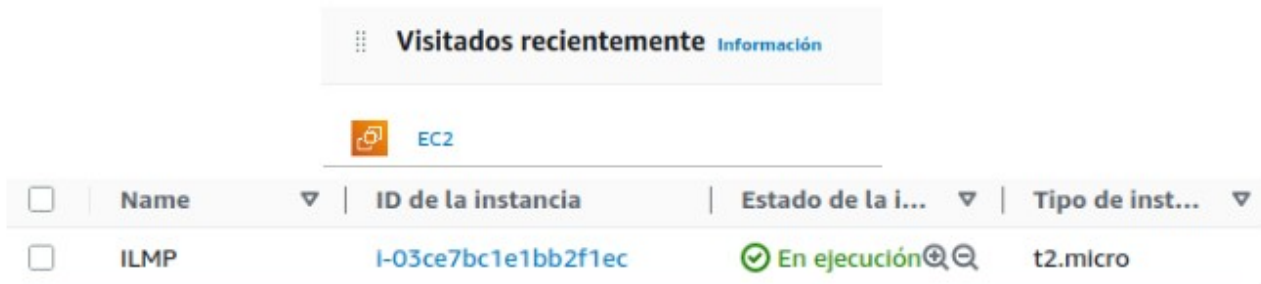 Visitados recientemente Información
EC2
Name ID de la instancia Estado de la i... Tipo de inst...
ILMP i-03ce7bc1e1bb2f1ec En ejecución t2.micro